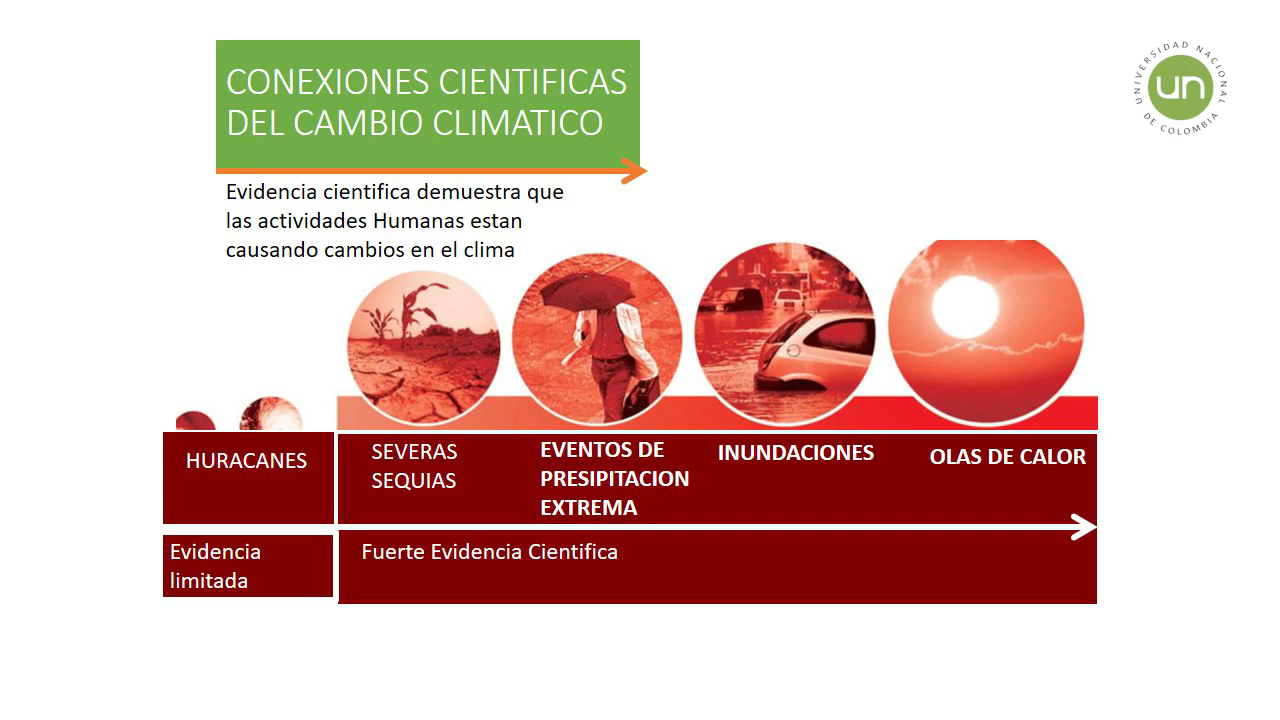 CONEXIONES CIENTIFICAS
DEL CAMBIO CLIMATICO
UNIVERSIDAD NACIONAL
DE COLOMBIA
un
Evidencia cientifica demuestra que
las actividades Humanas estan
causando cambios en el clima
HURACANES
SEVERAS
SEQUIAS
EVENTOS DE
PRESIPITACION
EXTREMA
INUNDACIONES
OLAS DE CALOR
Evidencia
limitada
Fuerte Evidencia Cientifica